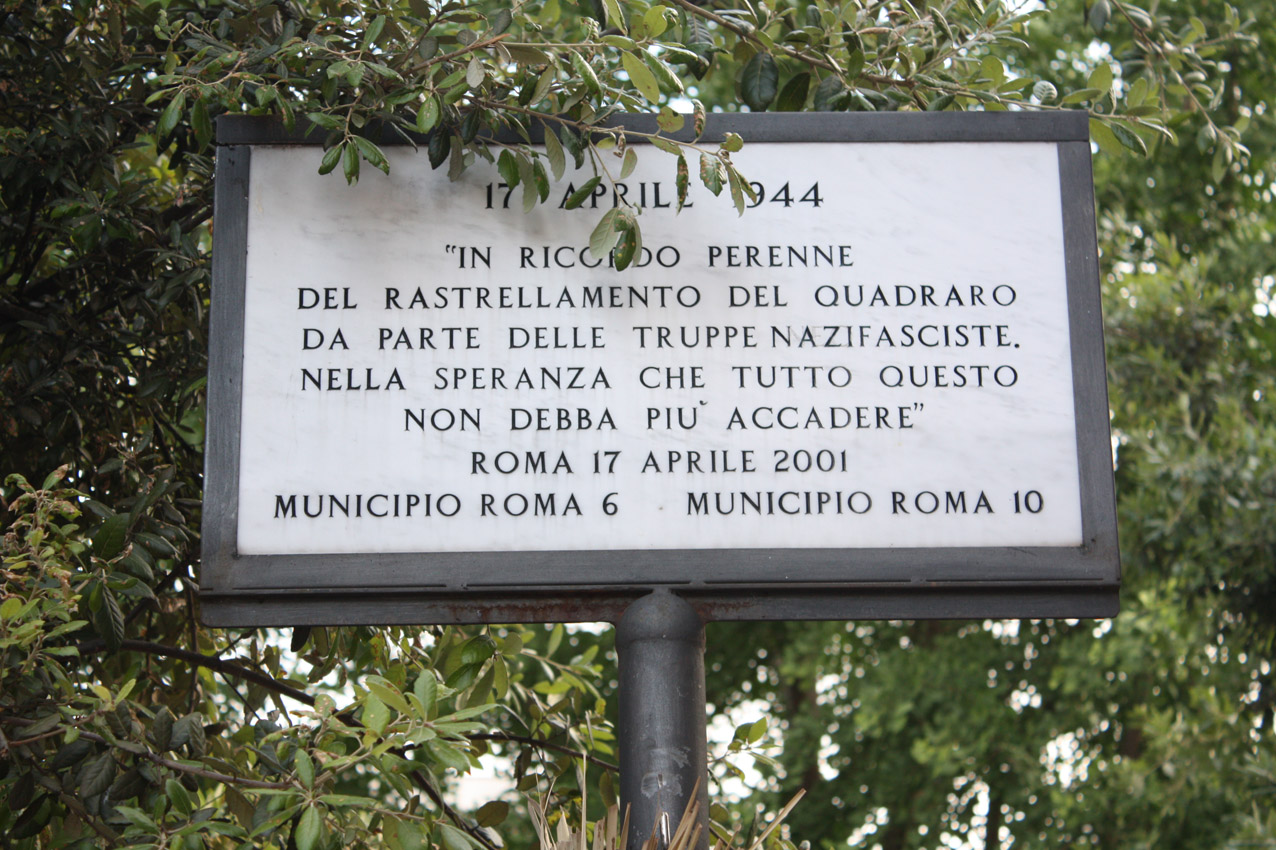 17 APRILE 1944
"IN RICORDO PERENNE
DEL RASTRELLAMENTO DEL QUADRARO
DA PARTE DELLE TRUPPE NAZIFASCISTE.
NELLA SPERANZA CHE TUTTO QUESTO
NON DEBBA PIU' ACCADERE"
ROMA 17 APRILE 2001
MUNICIPIO ROMA 6 MUNICIPIO ROMA 10